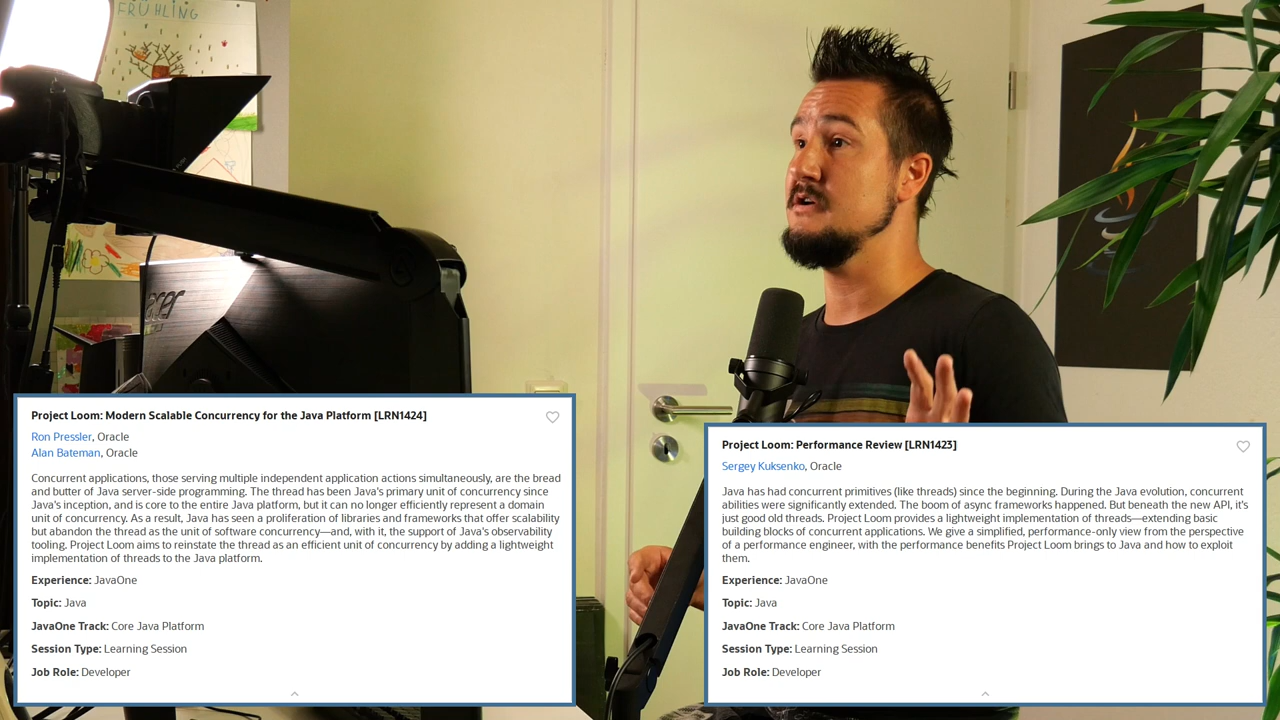 FRÜHLING
acer
Project Loom: Modern Scalable Concurrency for the Java Platform [LRN1424]
Ron Pressler, Oracle
Alan Bateman, Oracle
Concurrent applications, those serving multiple independent application actions simultaneously, are the bread
and butter of Java server-side programming. The thread has been Java's primary unit of concurrency since
Java's inception, and is core to the entire Java platform, but it can no longer efficiently represent a domain
unit of concurrency. As a result, Java has seen a proliferation of libraries and frameworks that offer scalability
but abandon the thread as the unit of software concurrency—and, with it, the support of Java's observability
tooling. Project Loom aims to reinstate the thread as an efficient unit of concurrency by adding a lightweight
implementation of threads to the Java platform.
Experience: JavaOne
Topic: Java
JavaOne Track: Core Java Platform
Session Type: Learning Session
Job Role: Developer
Project Loom: Performance Review [LRN1423]
Sergey Kuksenko, Oracle
Java has had concurrent primitives (like threads) since the beginning. During the Java evolution, concurrent
abilities were significantly extended. The boom of async frameworks happened. But beneath the new API, it's
just good old threads. Project Loom provides a lightweight implementation of threads—extending basic
building blocks of concurrent applications. We give a simplified, performance-only view from the perspective
of a performance engineer, with the performance benefits Project Loom brings to Java and how to exploit
them.
Experience: JavaOne
Topic: Java
JavaOne Track: Core Java Platform
Session Type: Learning Session
Job Role: Developer